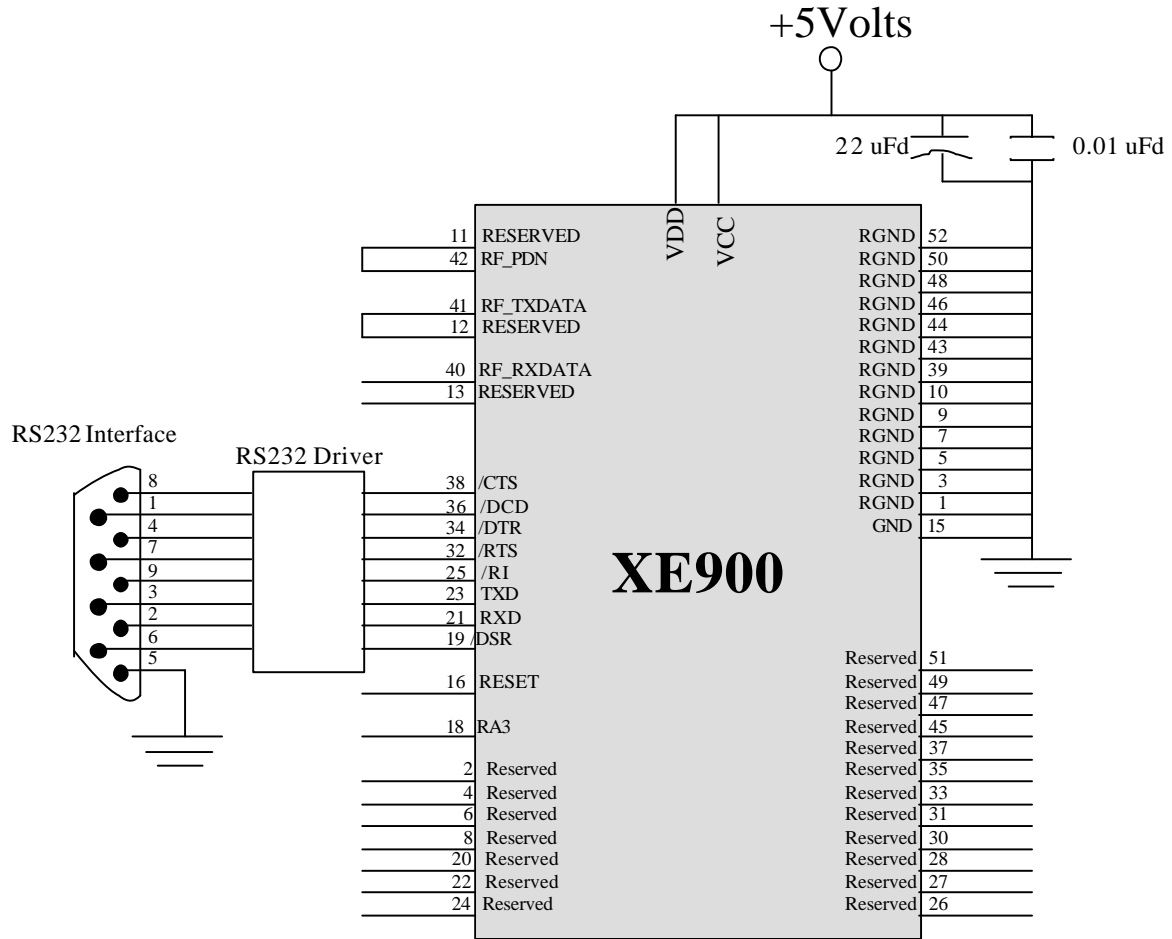 +5Volts
22 uFd
0.01 uFd
VDD
VCC
11 RESERVED
42 RF_PDN
41 RF_TXDATA
12 RESERVED
40 RF_RXDATA
13 RESERVED
RGND 52
RGND 50
RGND 48
RGND 46
RGND 44
RGND 43
RGND 39
RGND 10
RGND 9
RGND 7
RGND 5
RGND 3
RGND 1
GND 15
RS232 Interface
RS232 Driver
8
1
4
7
9
3
2
6
5
38 /CTS
36 /DCD
34 /DTR
32 /RTS
25 /RI
23 TXD
21 RXD
19 /DSR
XE900
16 RESET
18 RA3
2 Reserved
4 Reserved
6 Reserved
8 Reserved
20 Reserved
22 Reserved
24 Reserved
Reserved 51
Reserved 49
Reserved 47
Reserved 45
Reserved 37
Reserved 35
Reserved 33
Reserved 31
Reserved 30
Reserved 28
Reserved 27
Reserved 26